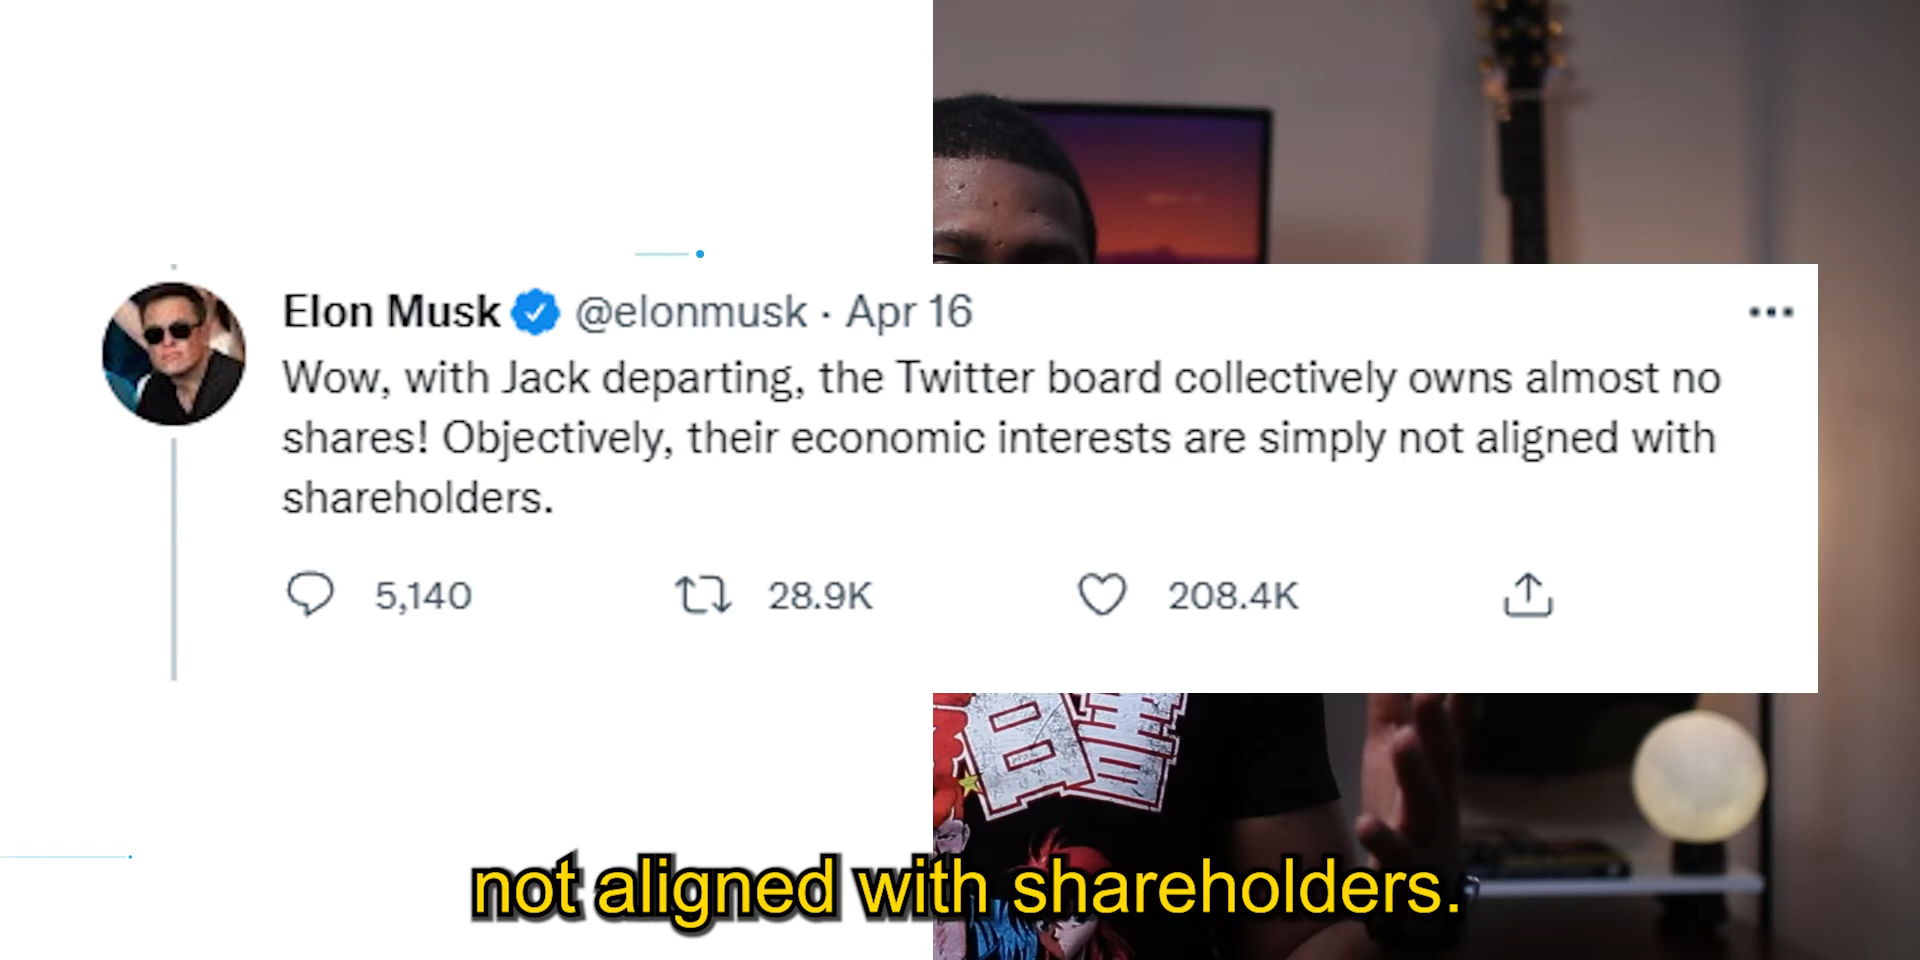 Elon Musk @elonmusk · Apr 16
Wow, with Jack departing, the Twitter board collectively owns almost no
shares! Objectively, their economic interests are simply not aligned with
shareholders.
5,140 28.9K 208.4K
not aligned with shareholders.